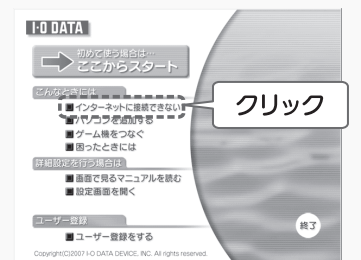 I-O DATA
初めて使う場合は…
ここからスタート
こんなときには
インターネットに接続できない
クリック
パソコンを追加する
ゲーム機をつなぐ
困ったときには
詳細設定を行う場合は
画面で見るマニュアルを読む
設定画面を開く
ユーザー登録
ユーザー登録をする
終了
Copyright(C)2007 I-O DATA DEVICE, INC. All rights reserved.